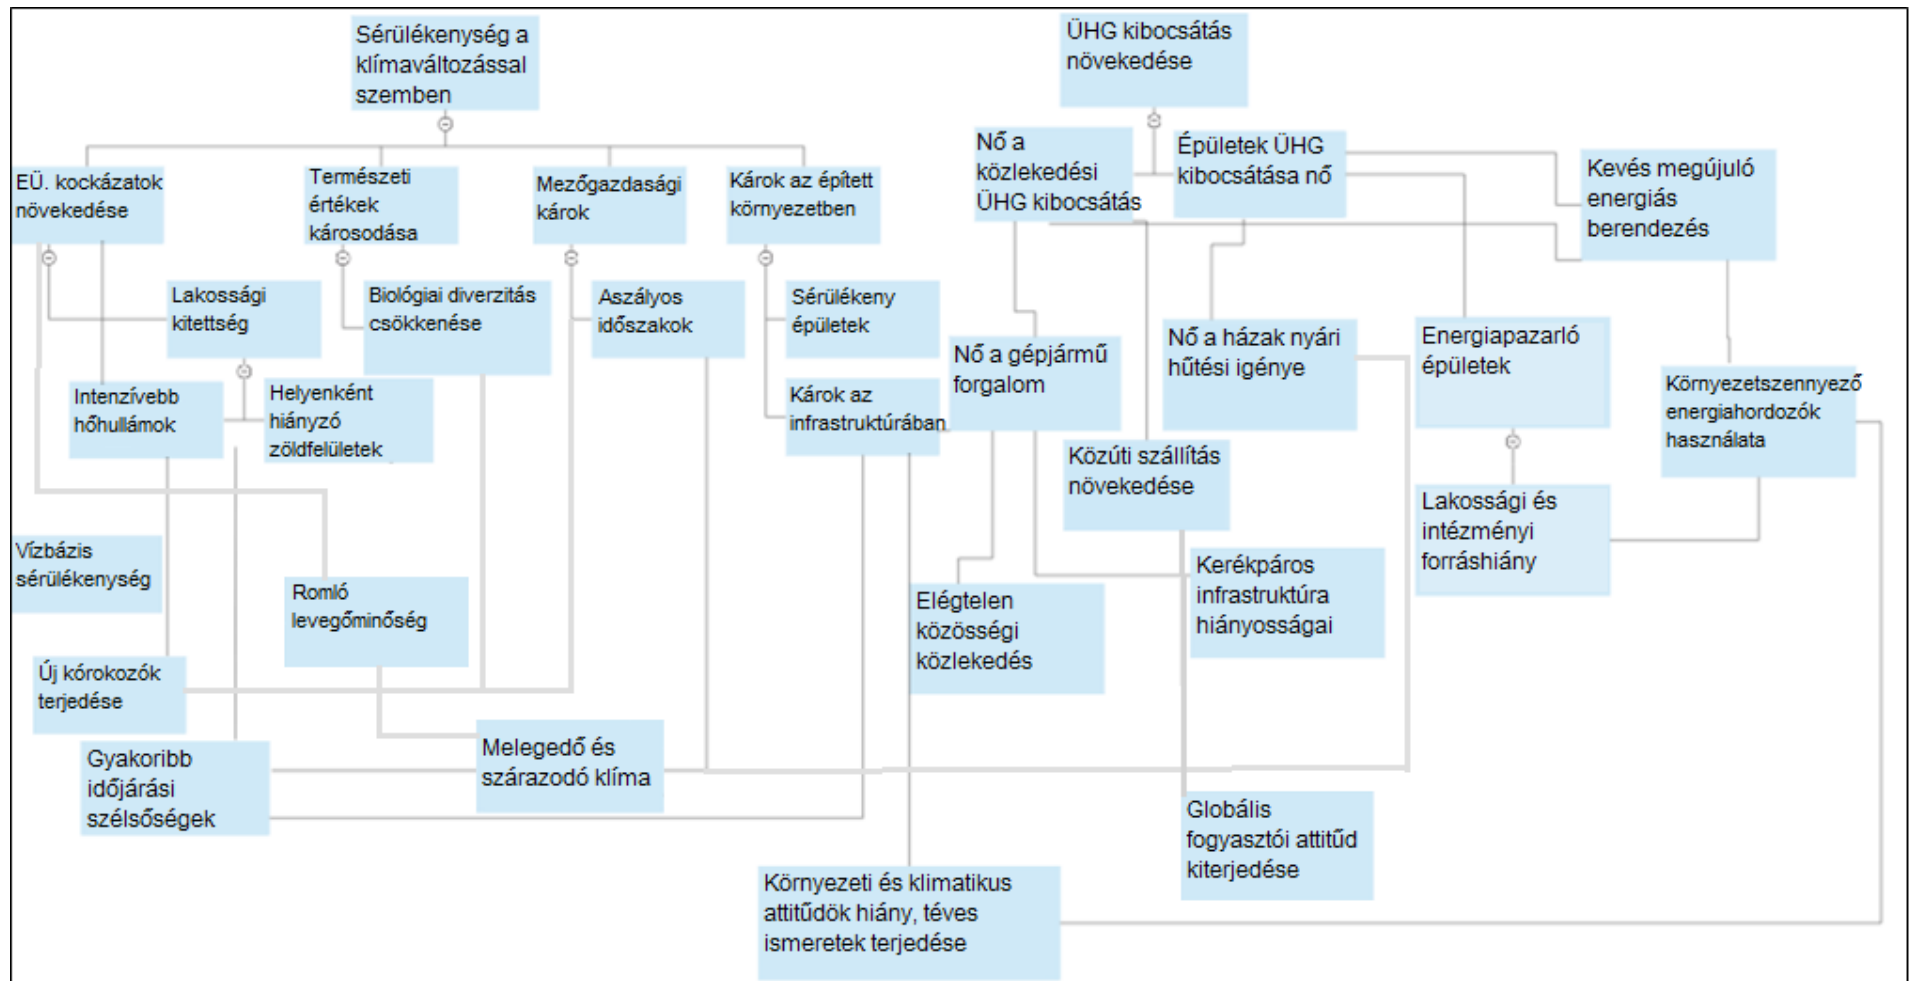 Sérülékenység a
klímaváltozással
szemben
ÜHG kibocsátás
növekedése
EÜ. kockázatok
növekedése
Természeti
értékek
károsodása
Mezőgazdasági
károk
Károk az épített
környezetben
Nő a
közlekedési
ÜHG kibocsátás
Épületek ÜHG
kibocsátása nő
Kevés megújuló
energiás
berendezés
Lakossági
kitettség
Biológiai diverzitás
csökkenése
Aszályos
időszakok
Sérülékeny
épületek
Nő a gépjármű
forgalom
Nő a házak nyári
hűtési igénye
Energiapazarló
épületek
Intenzívebb
hőhullámok
Helyenként
hiányzó
zöldfelületek
Károk az
infrastruktúrában
Környezetszennyező
energiahordozók
használata
Közúti szállítás
növekedése
Lakossági és
intézményi
forráshiány
Vízbázis
sérülékenység
Romló
levegőminőség
Elégtelen
közösségi
közlekedés
Kerékpáros
infrastruktúra
hiányosságai
Új kórokozók
terjedése
Gyakoribb
időjárási
szélsőségek
Melegedő és
szárazodó klíma
Globális
fogyasztói attitűd
kiterjedése
Környezeti és klimatikus
attitűdök hiány, téves
ismeretek terjedése